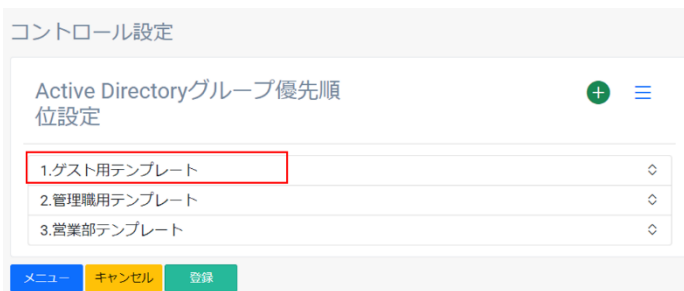 コントロール設定
Active Directoryグループ優先順
位設定
1.ゲスト用テンプレート
2.管理職用テンプレート
3.営業部テンプレート
メニュー キャンセル 登録